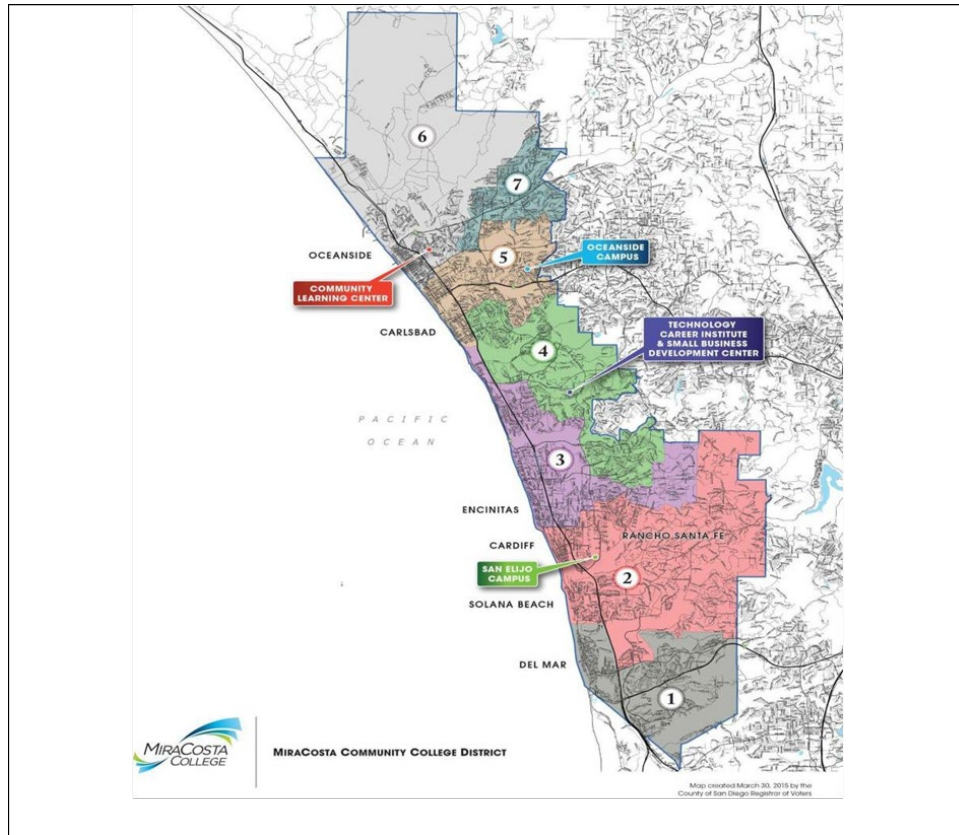 6
7
OCEANSIDE
5
OCEANSIDE
CAMPUS
COMMUNITY
LEARNING CENTER
CARLSBAD
4
TECHNOLOGY
CAREER INSTITUTE
& SMALL BUSINESS
DEVELOPMENT CENTER
PACIFIC
OCEAN
3
ENCINITAS
RANCHO SANTA FE
CARDIFF
SAN ELIJO
CAMPUS
2
SOLANA BEACH
DEL MAR
1
MIRACOSTA
COLLEGE
MIRACOSTA COMMUNITY COLLEGE DISTRICT
Map created March 30, 2015 by the
County of San Diego Registrar of Voters